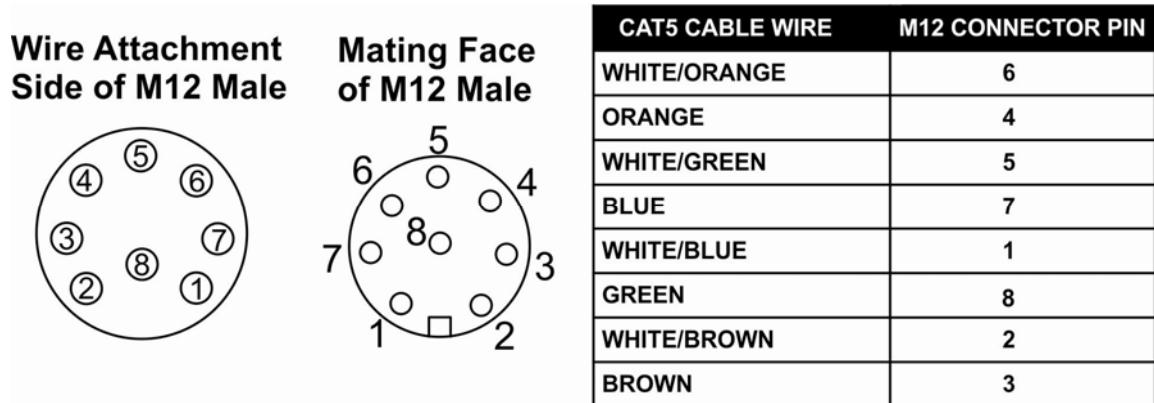 Wire Attachment
Side of M12 Male
5
4
6
3
7
8
2
1
Mating Face
of M12 Male
5
6
4
8
7
3
1
2
CAT5 CABLE WIRE M12 CONNECTOR PIN
WHITE/ORANGE 6
ORANGE 4
WHITE/GREEN 5
BLUE 7
WHITE/BLUE 1
GREEN 8
WHITE/BROWN 2
BROWN 3